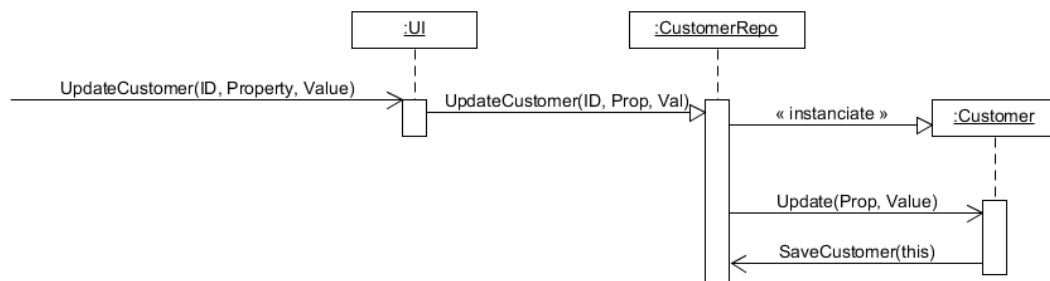 :UI
:CustomerRepo
UpdateCustomer(ID, Property, Value)
UpdateCustomer(ID, Prop, Val)
« instanciate »
:Customer
Update(Prop, Value)
SaveCustomer(this)